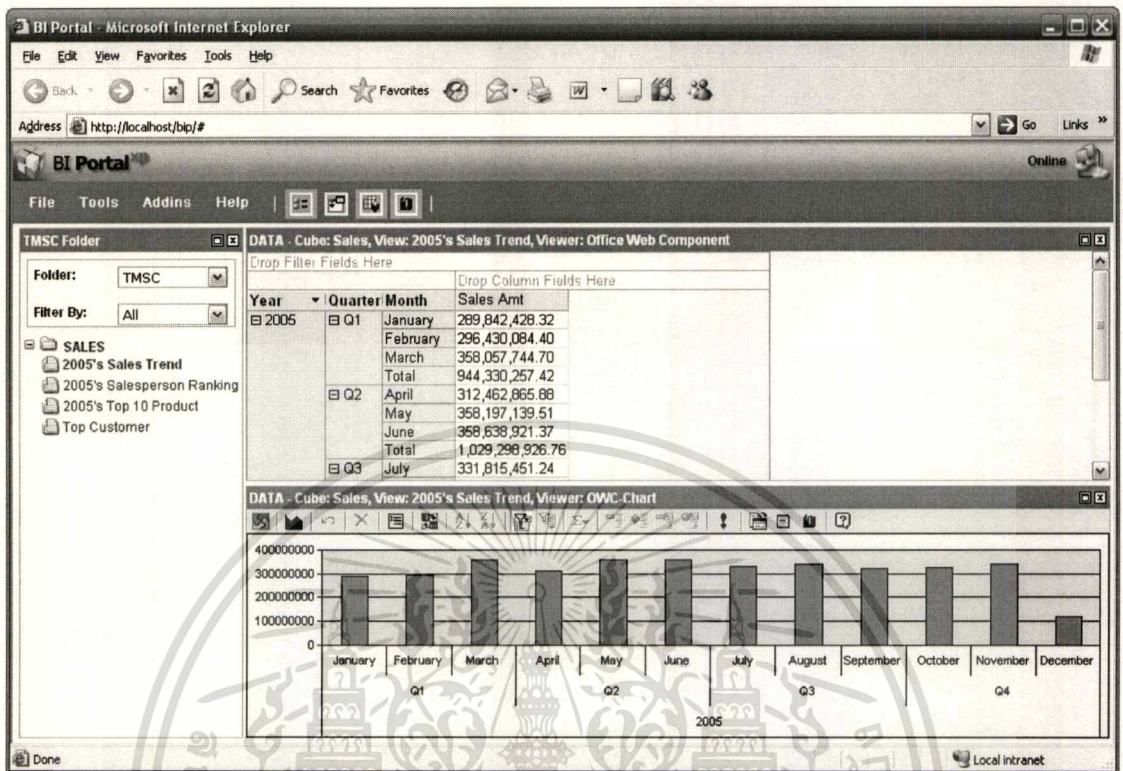 BI Portal - Microsoft Internet Explorer
File Edit View Favorites Tools Help
Back Search Favorites
Address http://localhost/bip/# Go Links »
BI Portal xp Online
File Tools Addins Help
TMSC Folder
Folder: TMSC
Filter By: All
SALES
2005's Sales Trend
2005's Salesperson Ranking
2005's Top 10 Product
Top Customer
DATA - Cube: Sales, View: 2005's Sales Trend, Viewer: Office Web Component
Drop Filter Fields Here
Drop Column Fields Here
Year Quarter Month Sales Amt
2005 Q1 January 289,842,428.32
February 296,430,084.40
March 358,057,744.70
Total 944,330,257.42
Q2 April 312,462,865.88
May 358,197,139.51
June 358,638,921.37
Total 1,029,298,926.76
Q3 July 331,815,451.24
DATA - Cube: Sales, View: 2005's Sales Trend, Viewer: OWC-Chart
400000000
300000000
200000000
100000000
0
January February March April May June July August September October November December
Q1 Q2 Q3 Q4
2005
Done Local intranet